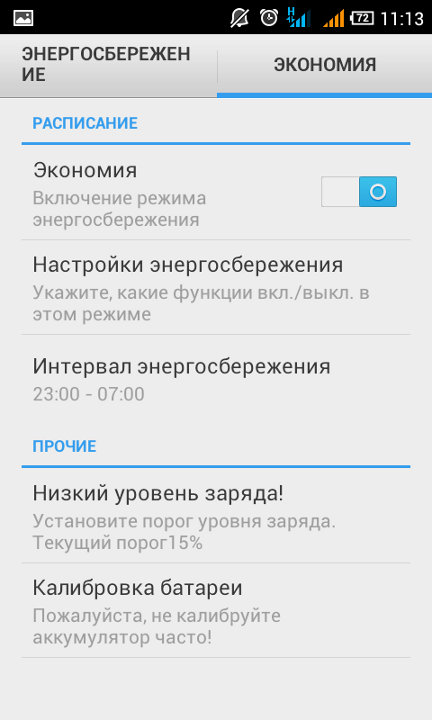 72 11:13
ЭНЕРГОСБЕРЕЖЕН
ИЕ
ЭКОНОМИЯ
РАСПИСАНИЕ
Экономия
Включение режима
энергосбережения
Настройки энергосбережения
Укажите, какие функции вкл./выкл. в
этом режиме
Интервал энергосбережения
23:00 - 07:00
ПРОЧИЕ
Низкий уровень заряда!
Установите порог уровня заряда.
Текущий порог15%
Калибровка батареи
Пожалуйста, не калибруйте
аккумулятор часто!